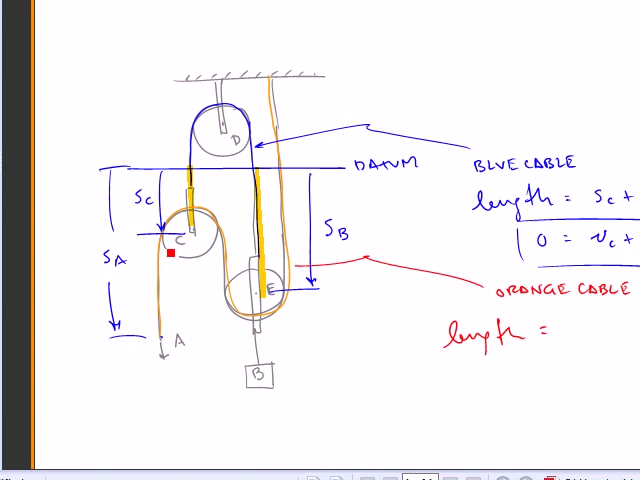 D
DATUM
BLUE CABLE
SC
length = SC +
C
SB
0 = VC +
SA
E
ORANGE CABLE
A
length =
B